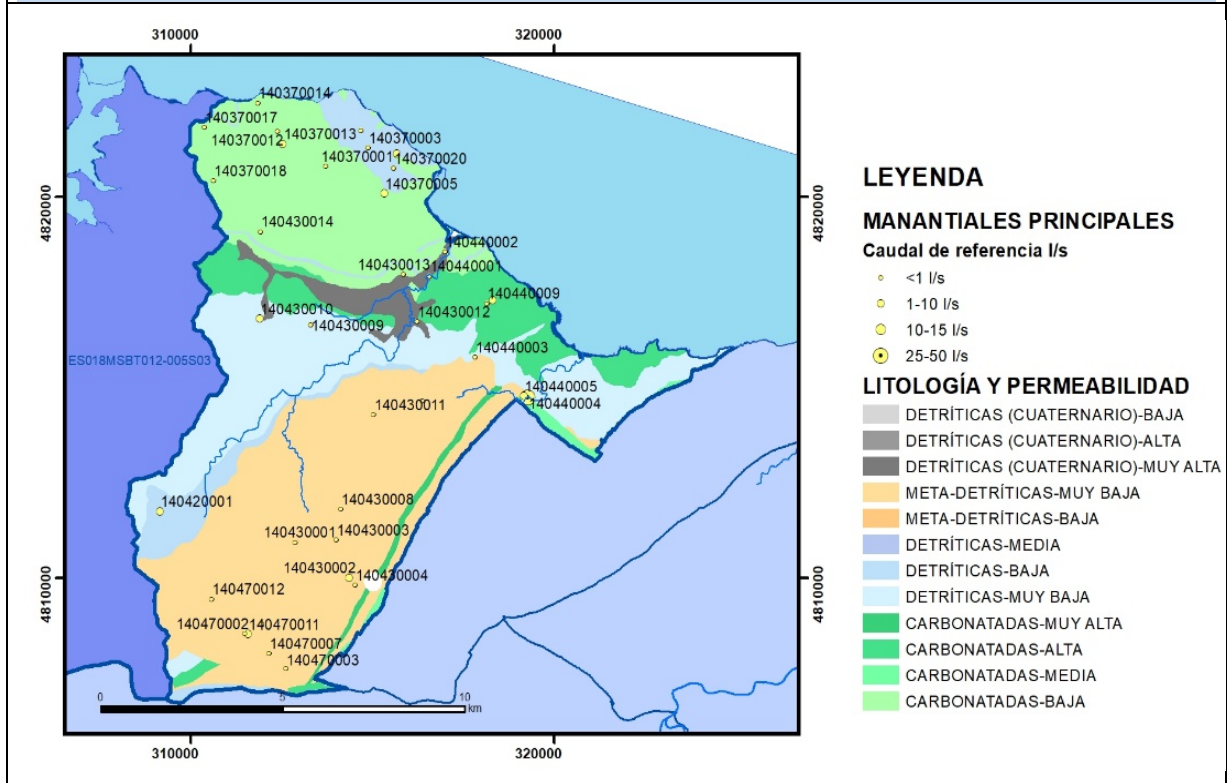 310000
320000
140370014
140370017
140370013
140370012
140370003
140370001
140370020
140370018
140370005
4820000
4820000
140430014
140440002
140430013
140440001
140440009
140430010
140430012
140430009
140440003
ES018MSBT012-005S03
140440005
140440004
140430011
140420001
140430008
140430001
140430003
140430002
140430004
4810000
4810000
140470012
140470002
140470011
140470007
140470003
0
5
10
km
310000
320000
LEYENDA
MANANTIALES PRINCIPALES
Caudal de referencia l/s
<1 l/s
1-10 l/s
10-15 l/s
25-50 l/s
LITOLOGÍA Y PERMEABILIDAD
DETRÍTICAS (CUATERNARIO)-BAJA
DETRÍTICAS (CUATERNARIO)-ALTA
DETRÍTICAS (CUATERNARIO)-MUY ALTA
META-DETRÍTICAS-MUY BAJA
META-DETRÍTICAS-BAJA
DETRÍTICAS-MEDIA
DETRÍTICAS-BAJA
DETRÍTICAS-MUY BAJA
CARBONATADAS-MUY ALTA
CARBONATADAS-ALTA
CARBONATADAS-MEDIA
CARBONATADAS-BAJA